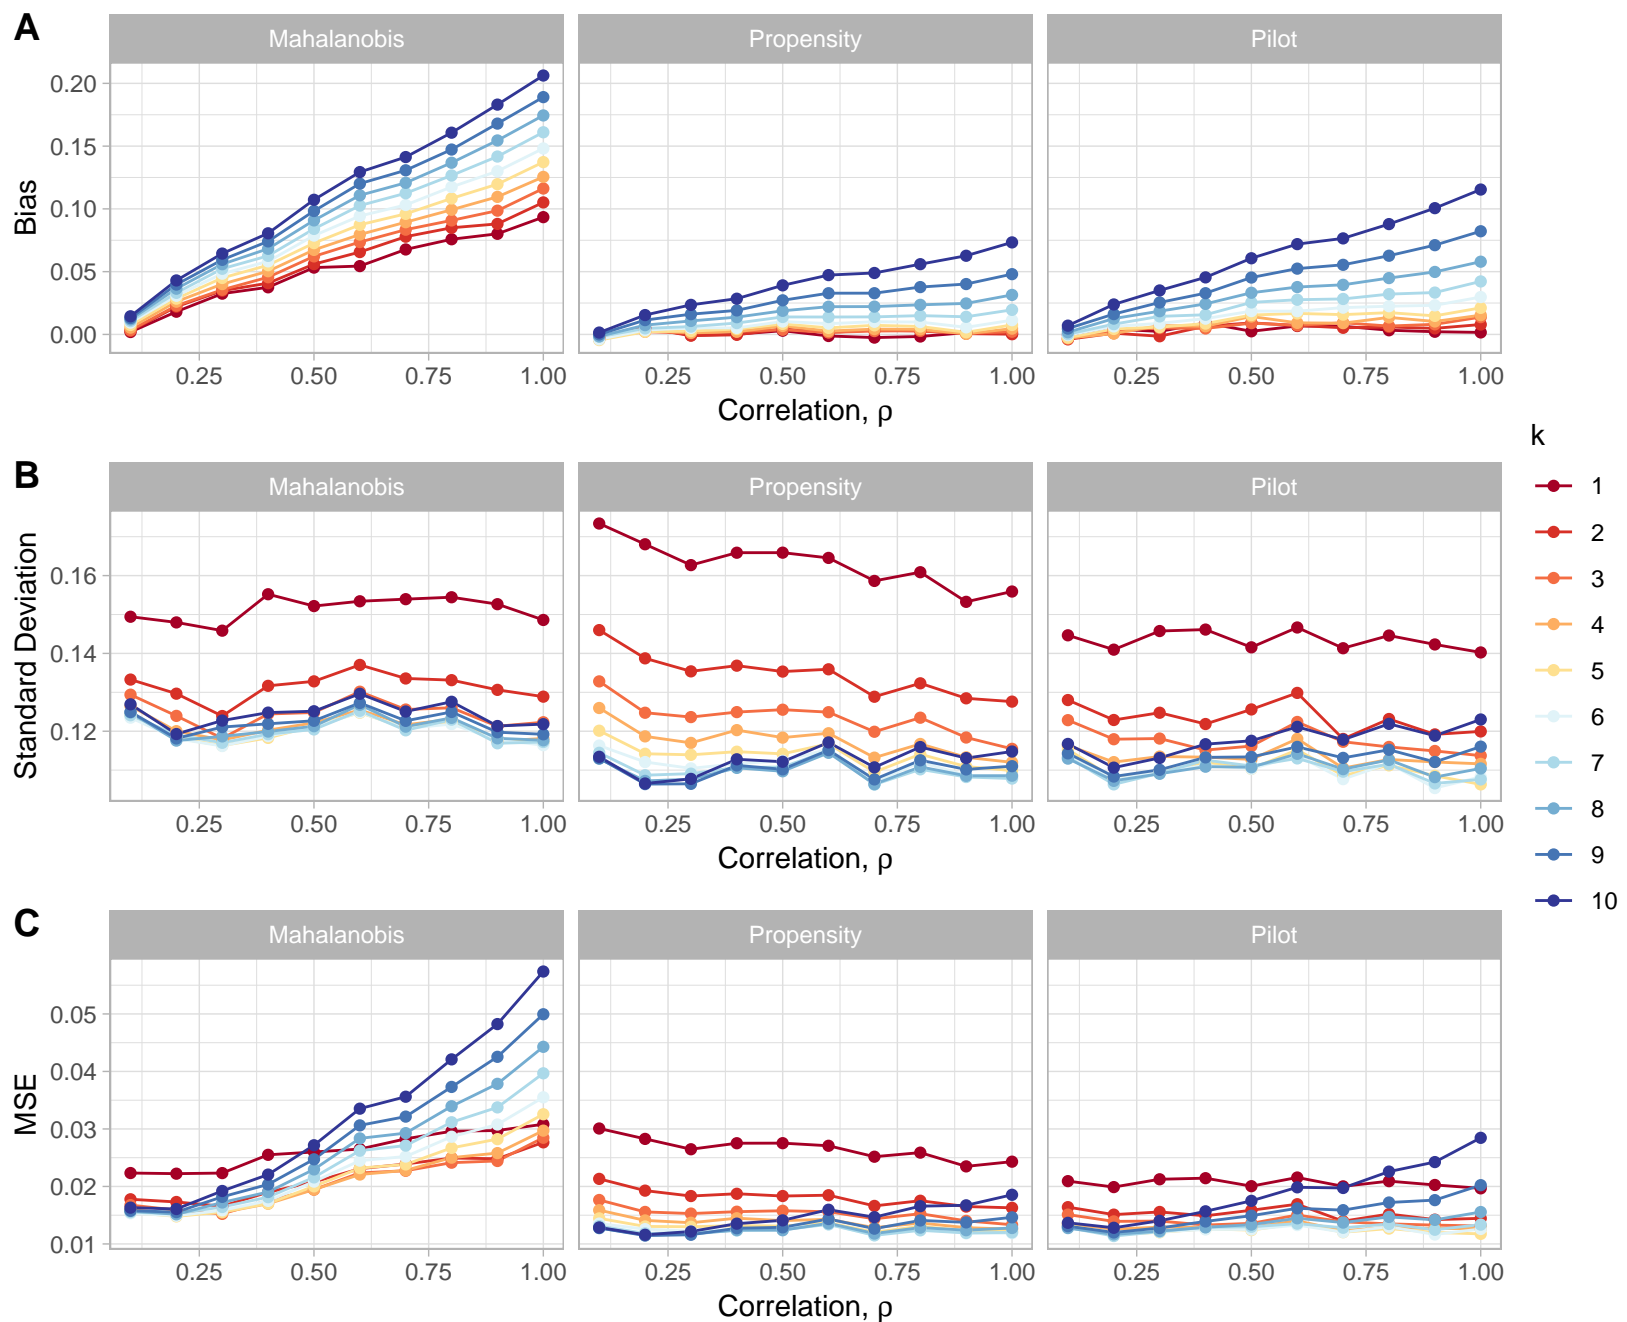 A
Mahalanobis Propensity Pilot
Bias
0.20
0.15
0.10
0.05
0.00
0.25 0.50 0.75 1.00 0.25 0.50 0.75 1.00 0.25 0.50 0.75 1.00
Correlation, ρ
B
Mahalanobis Propensity Pilot
Standard Deviation
0.16
0.14
0.12
0.25 0.50 0.75 1.00 0.25 0.50 0.75 1.00 0.25 0.50 0.75 1.00
Correlation, ρ
C
Mahalanobis Propensity Pilot
MSE
0.05
0.04
0.03
0.02
0.01
0.25 0.50 0.75 1.00 0.25 0.50 0.75 1.00 0.25 0.50 0.75 1.00
Correlation, ρ
k
1
2
3
4
5
6
7
8
9
10